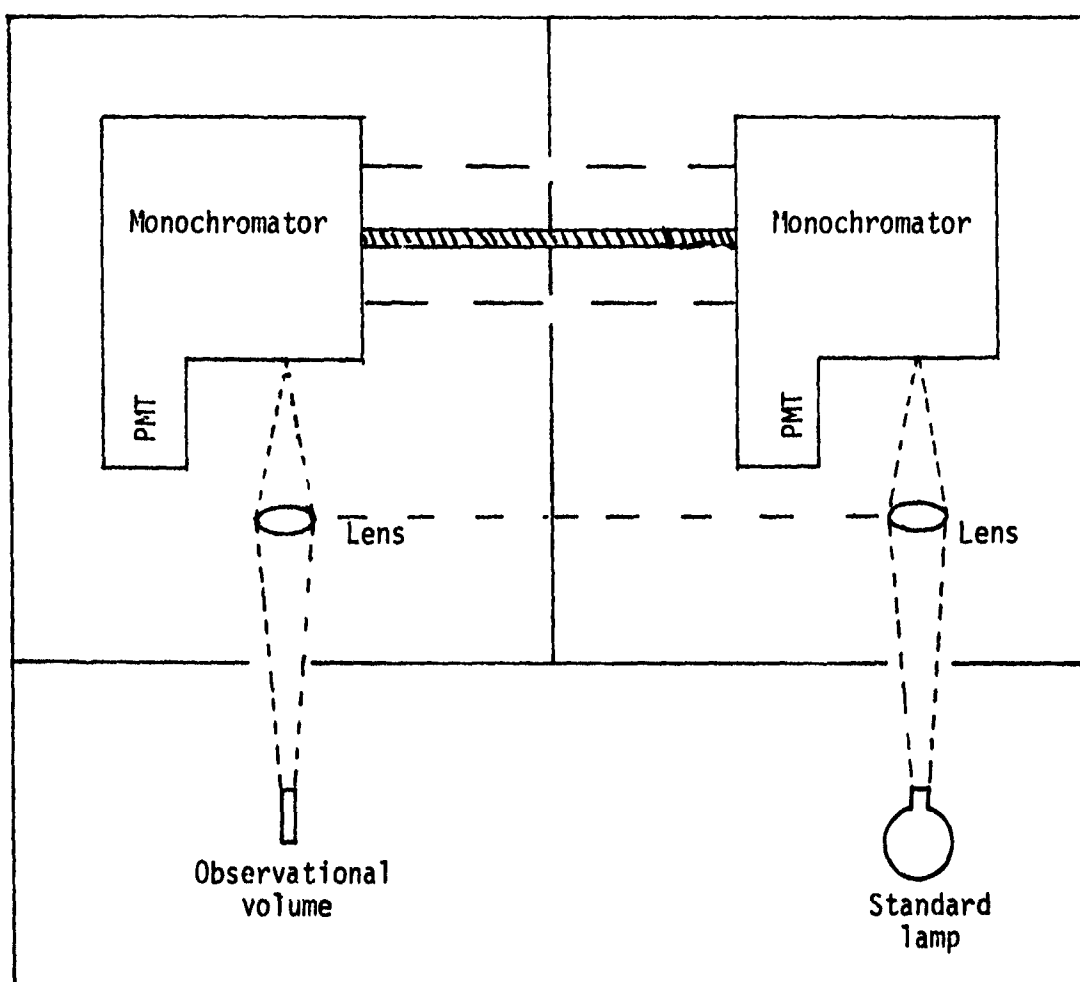 Monochromator
Monochromator
PMT
PMT
Lens
Lens
Observational
volume
Standard
lamp